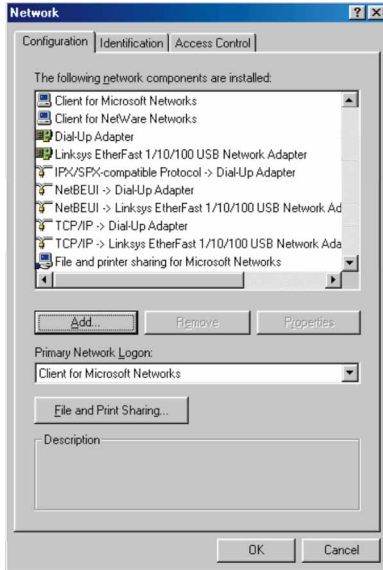 Network
Configuration Identification Access Control
The following network components are installed:
Client for Microsoft Networks
Client for NetWare Networks
Dial-Up Adapter
Linksys EtherFast 1/10/100 USB Network Adapter
IPX/SPX-compatible Protocol -> Dial-Up Adapter
NetBEUI -> Dial-Up Adapter
NetBEUI -> Linksys EtherFast 1/10/100 USB Network Ad
TCP/IP -> Dial-Up Adapter
TCP/IP -> Linksys EtherFast 1/10/100 USB Network Ada
File and printer sharing for Microsoft Networks
Add... Remove Properties
Primary Network Logon:
Client for Microsoft Networks
File and Print Sharing...
Description
OK Cancel